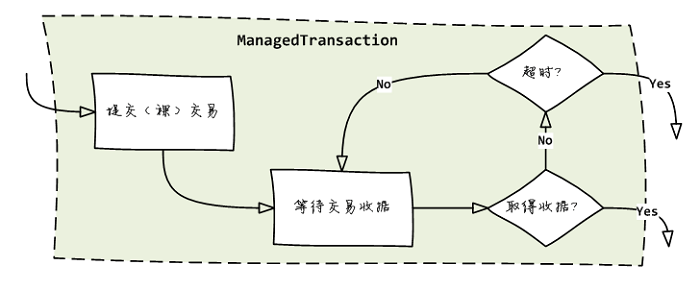 ManagedTransaction
超时?
No
Yes
提交（裸）交易
No
等待交易收据
取得收据?
Yes